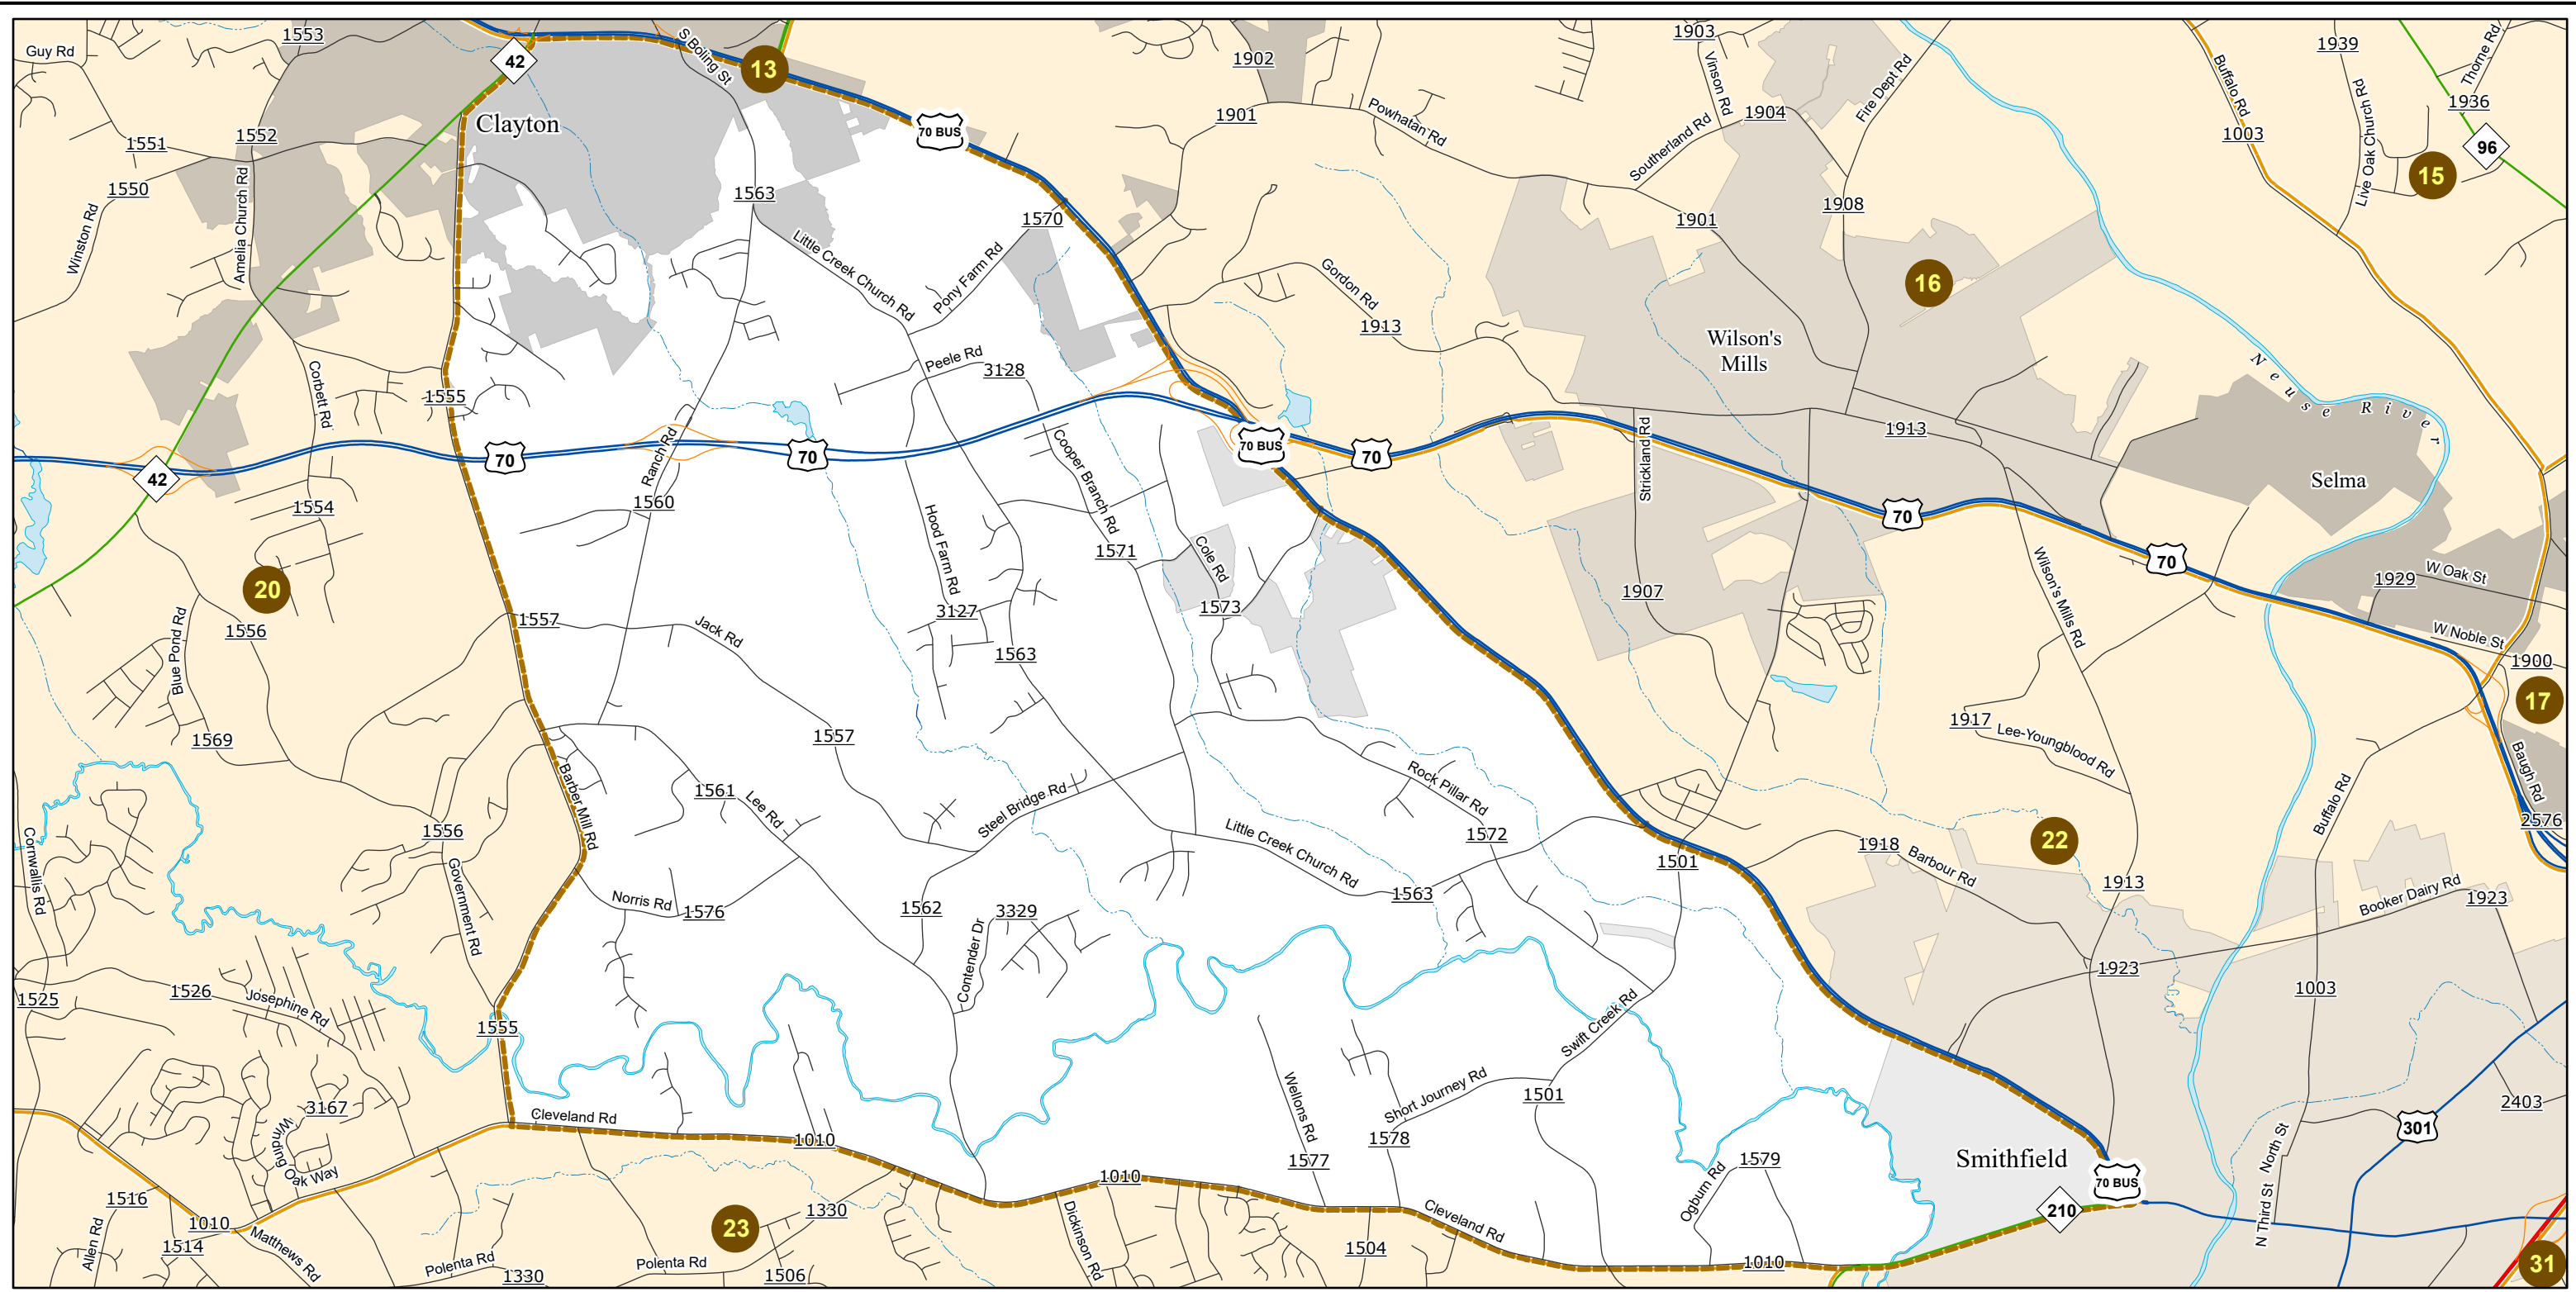 1553
Guy Rd
42
S Boling St
13
1902
1903
Vinson Rd
Fire Dept Rd
Buffalo Rd
1939
Thorne Rd
1936
1003
Live Oak Church Rd
96
15
Clayton
70 BUS
1901
Powhatan Rd
1904
Southerland Rd
1551
1552
1550
Amelia Church Rd
Winston Rd
1563
1570
1901
1908
Little Creek Church Rd
Pony Farm Rd
Gordon Rd
1913
16
Wilson's
Mills
Neuse River
Peele Rd
3128
Corbett Rd
1555
70
70
Ranch Rd
1560
Cooper Branch Rd
70 BUS
70
Strickland Rd
1913
Selma
42
1554
Hood Farm Rd
1571
Cole Rd
70
70
Wilson's Mills Rd
1929
W Oak St
20
1556
Blue Pond Rd
1557
Jack Rd
3127
1573
1907
1563
W Noble St
1900
17
1569
1557
1917
Lee-Youngblood Rd
Baugh Rd
2576
Barber Mill Rd
1561
Lee Rd
Steel Bridge Rd
Rock Pillar Rd
1572
Buffalo Rd
Cornwallis Rd
1556
Government Rd
Little Creek Church Rd
1563
1501
1918
Barbour Rd
22
1913
Booker Dairy Rd
1923
Norris Rd
1576
1562
3329
Contender Dr
1923
1003
1525
1526
Josephine Rd
1555
Swift Creek Rd
Short Journey Rd
1501
Wellons Rd
1578
1577
3167
Winding Oak Way
Cleveland Rd
1010
1010
1579
Ogburn Rd
Smithfield
70 BUS
210
301
2403
North St
N Third St
1516
1010
Allen Rd
1514
Matthews Rd
Polenta Rd
1330
23
1330
Polenta Rd
1506
Dickinson Rd
1504
Cleveland Rd
1010
31